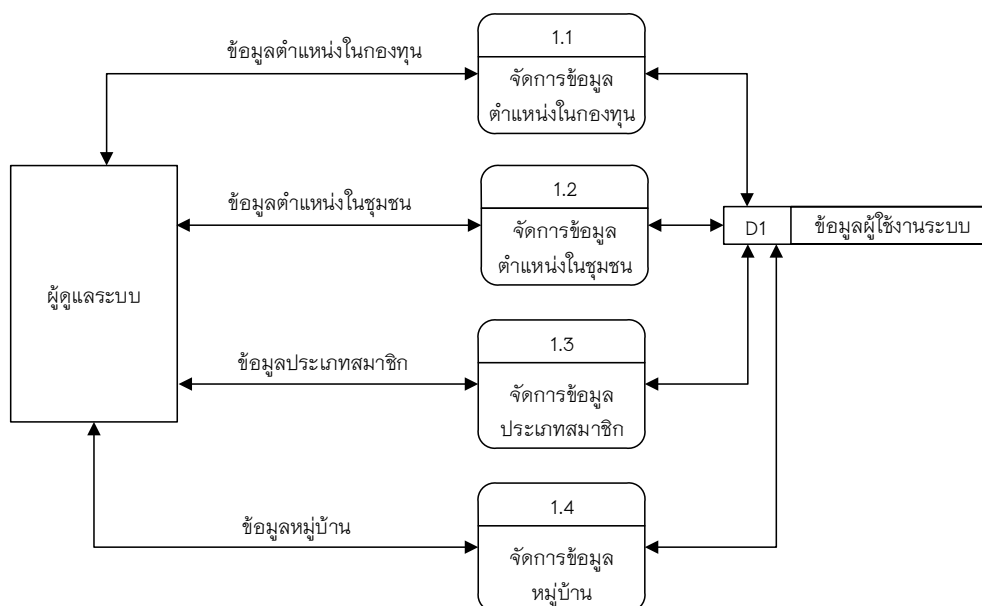 1.1
ข้อมูลตำแหน่งในกองทุน
จัดการข้อมูล
ตำแหน่งในกองทุน
1.2
ข้อมูลตำแหน่งในชุมชน
จัดการข้อมูล
ตำแหน่งในชุมชน
D1
ข้อมูลผู้ใช้งานระบบ
ผู้ดูแลระบบ
1.3
ข้อมูลประเภทสมาชิก
จัดการข้อมูล
ประเภทสมาชิก
1.4
ข้อมูลหมู่บ้าน
จัดการข้อมูล
หมู่บ้าน